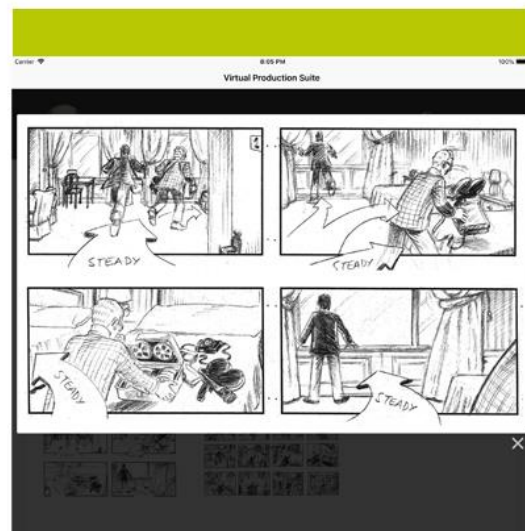 Carrier
8:05 PM
100%
Virtual Production Suite
STEADY
STEADY
STEADY
STEADY